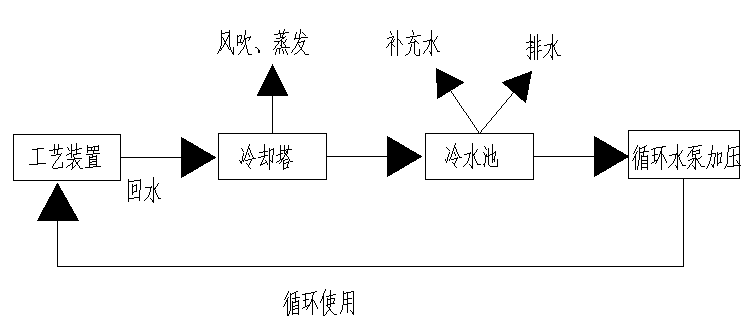 风吹、蒸发
补充水
排水
工艺装置
冷却塔
冷水池
循环水泵加压
回水
循环使用